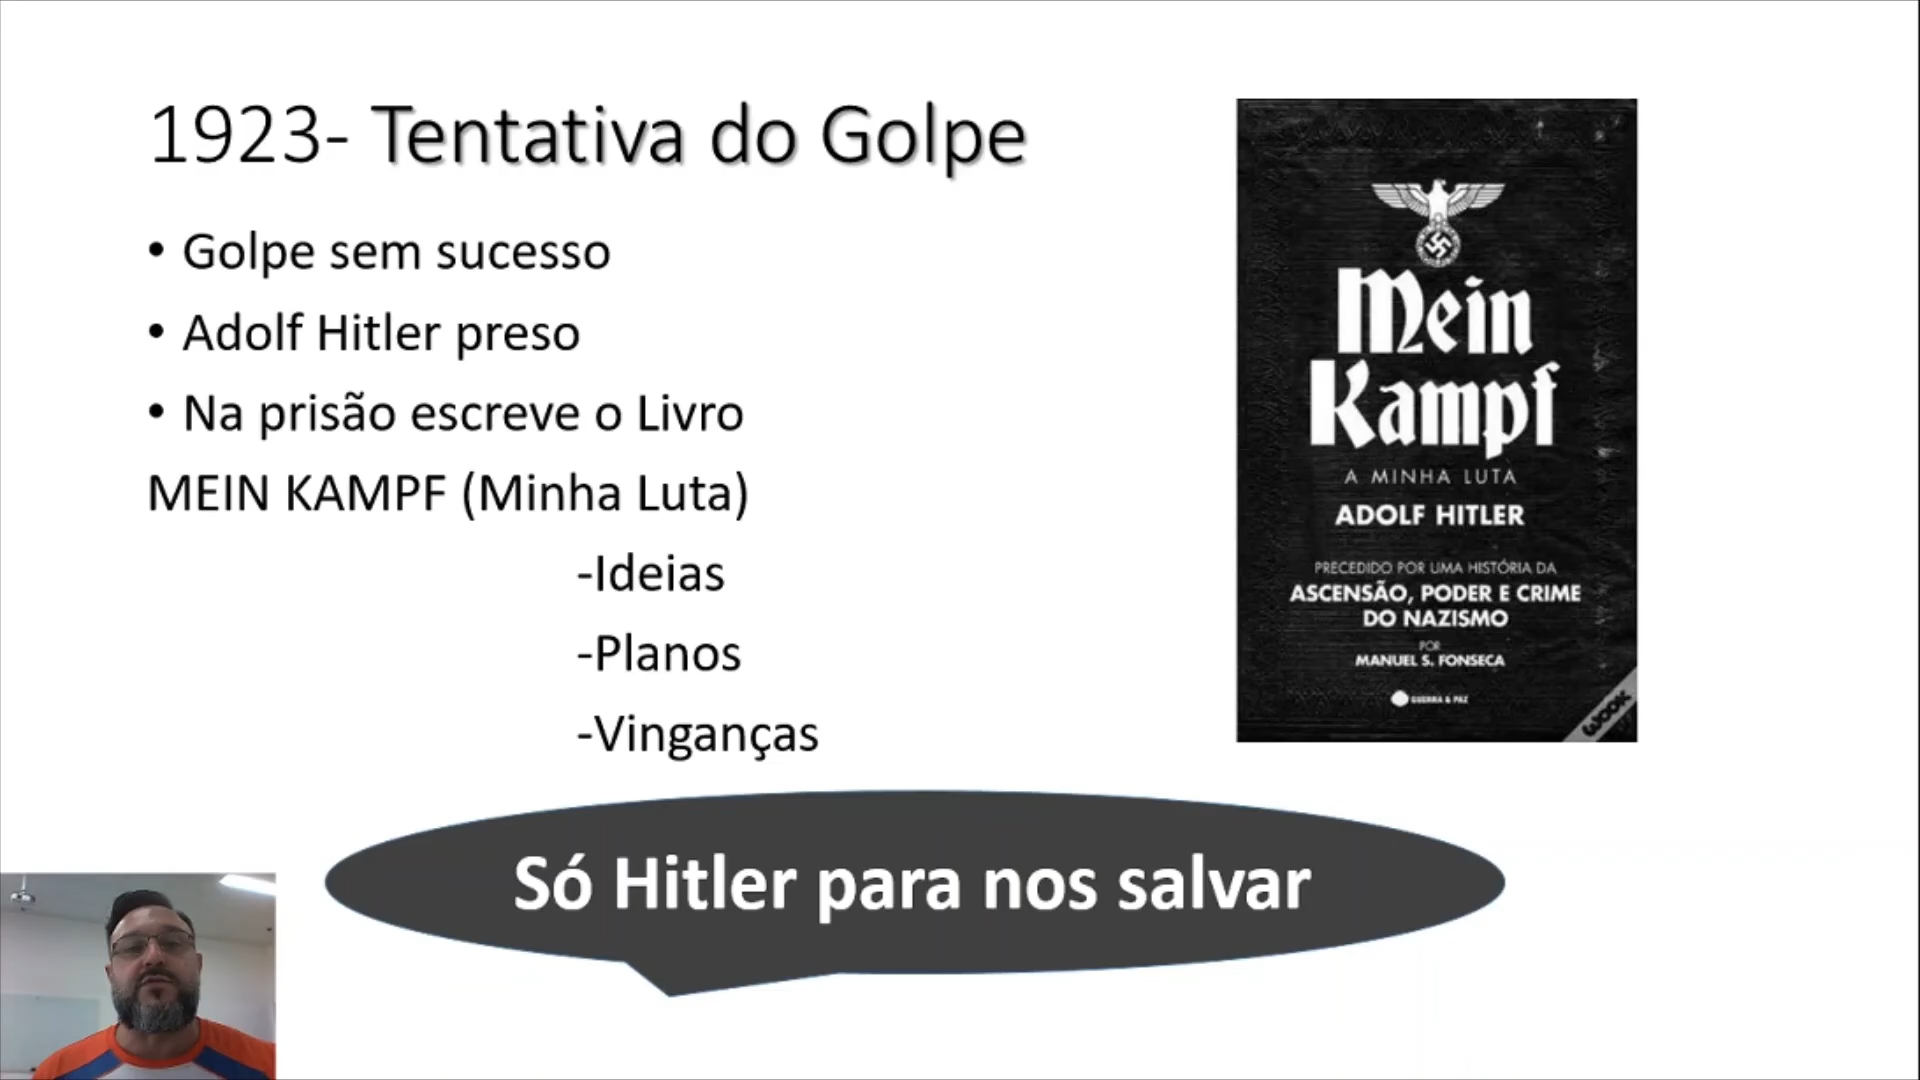 1923- Tentativa do Golpe
• Golpe sem sucesso
• Adolf Hitler preso
• Na prisão escreve o Livro
MEIN KAMPF (Minha Luta)
-Ideias
-Planos
-Vinganças
Mein
Kampf
A MINHA LUTA
ADOLF HITLER
PRECEDIDO POR UMA HISTÓRIA DA
ASCENSÃO, PODER E CRIME
DO NAZISMO
POR
MANUEL S. FONSECA
GUERRA & PAZ
WOOK
Só Hitler para nos salvar